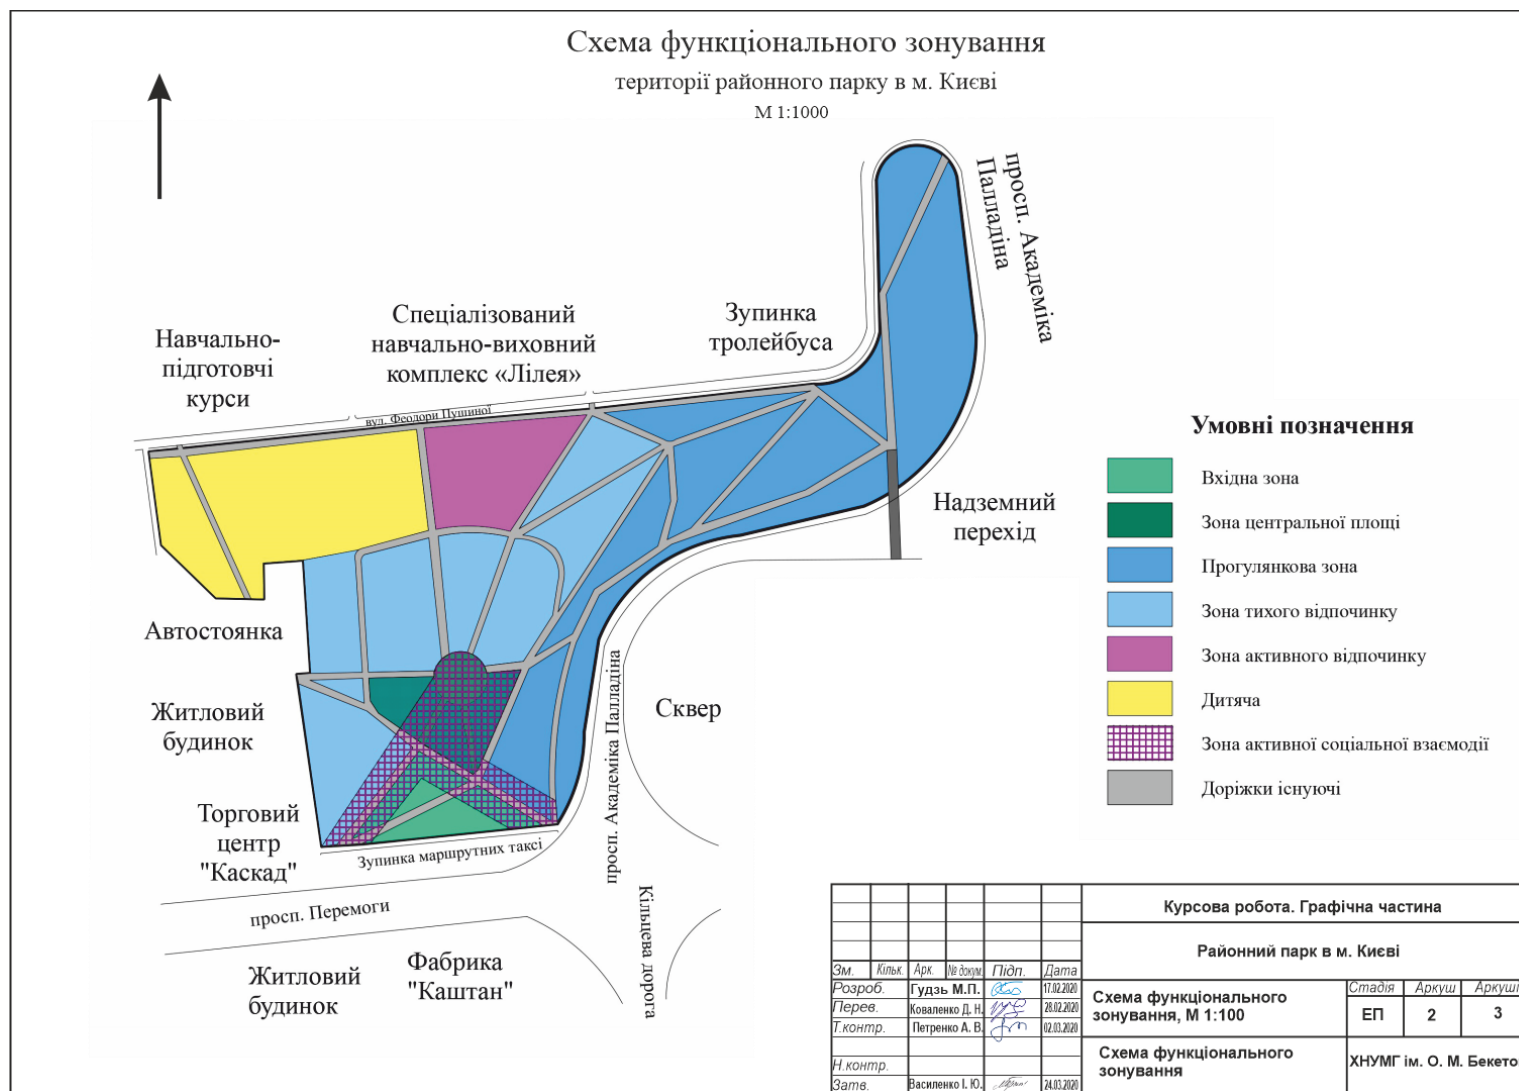 Схема функціонального зонування
території районного парку в м. Києві
М 1:1000
просп. Академіка
Палладіна
Зупинка
тролейбуса
Спеціалізований
навчально-виховний
комплекс «Лілея»
Навчально-
підготовчі
курси
вул. Феодори Пушиної
Умовні позначення
Вхідна зона
Зона центральної площі
Прогулянкова зона
Зона тихого відпочинку
Зона активного відпочинку
Дитяча
Зона активної соціальної взаємодії
Доріжки існуючі
Надземний
перехід
Автостоянка
Житловий
будинок
Сквер
просп. Академіка Палладіна
Торговий
центр
"Каскад"
Зупинка маршрутних таксі
просп. Перемоги
Кільцева дорога
Житловий
будинок
Фабрика
"Каштан"
Курсова робота. Графічна частина
Районний парк в м. Києві
Зм. Кільк. Арк. № докум. Підп. Дата
Розроб. Гудзь М.П. 17.02.2020
Перев. Коваленко Д. Н. 28.02.2020
Т.контр. Петренко А. В. 02.03.2020
Н.контр.
Затв. Василенко І. Ю. 24.03.2020
Схема функціонального
зонування, М 1:100
Стадія Аркуш Аркуші
ЕП 2 3
Схема функціонального
зонування
ХНУМГ ім. О. М. Бекетов